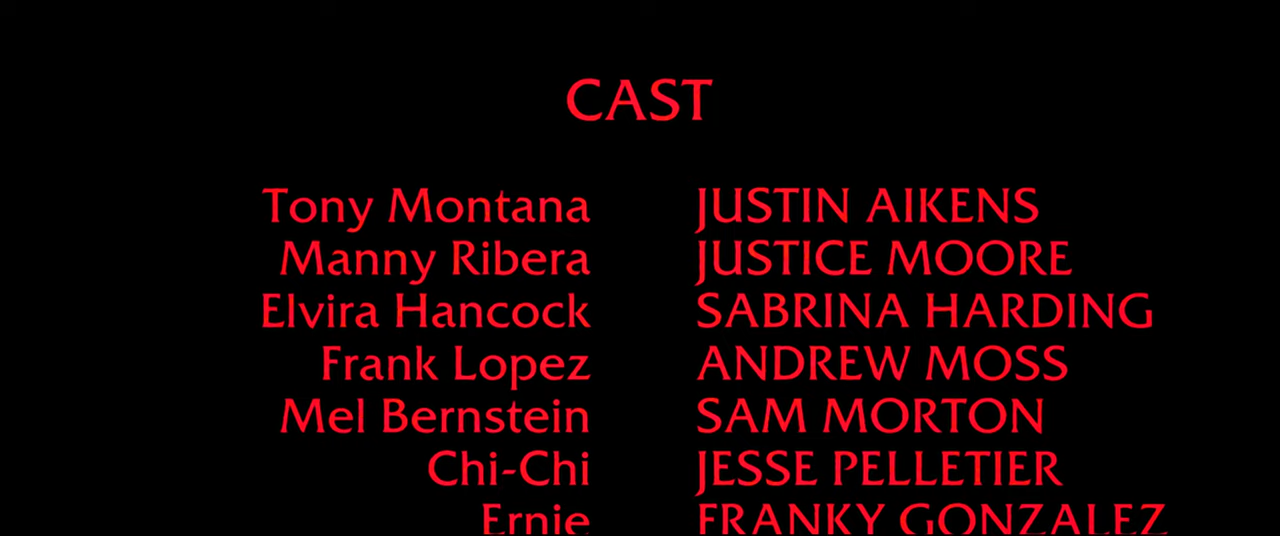 CAST
Tony Montana JUSTIN AIKENS
Manny Ribera JUSTICE MOORE
Elvira Hancock SABRINA HARDING
Frank Lopez ANDREW MOSS
Mel Bernstein SAM MORTON
Chi-Chi JESSE PELLETIER
Ernie FRANKY GONZALEZ